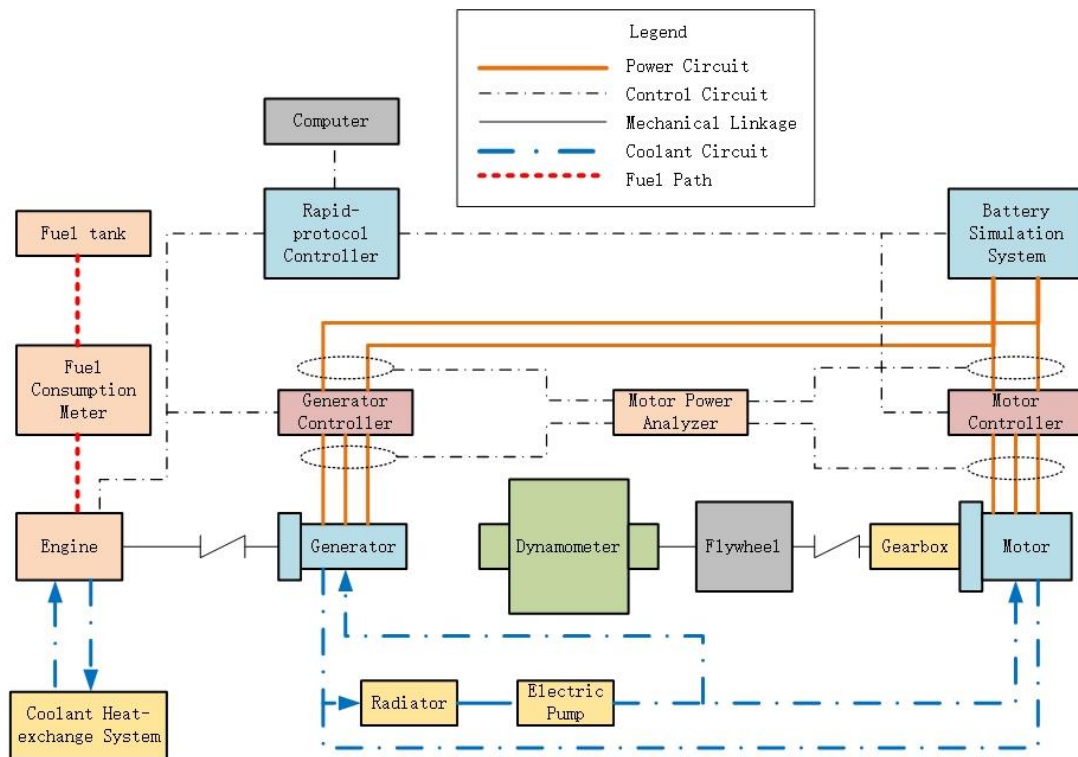 Legend
Power Circuit
Control Circuit
Mechanical Linkage
Coolant Circuit
Fuel Path
Computer
Rapid-
protocol
Controller
Battery
Simulation
System
Fuel tank
Fuel
Consumption
Meter
Generator
Controller
Motor Power
Analyzer
Motor
Controller
Engine
Generator
Dynamometer
Flywheel
Gearbox
Motor
Coolant Heat-
exchange System
Radiator
Electric
Pump